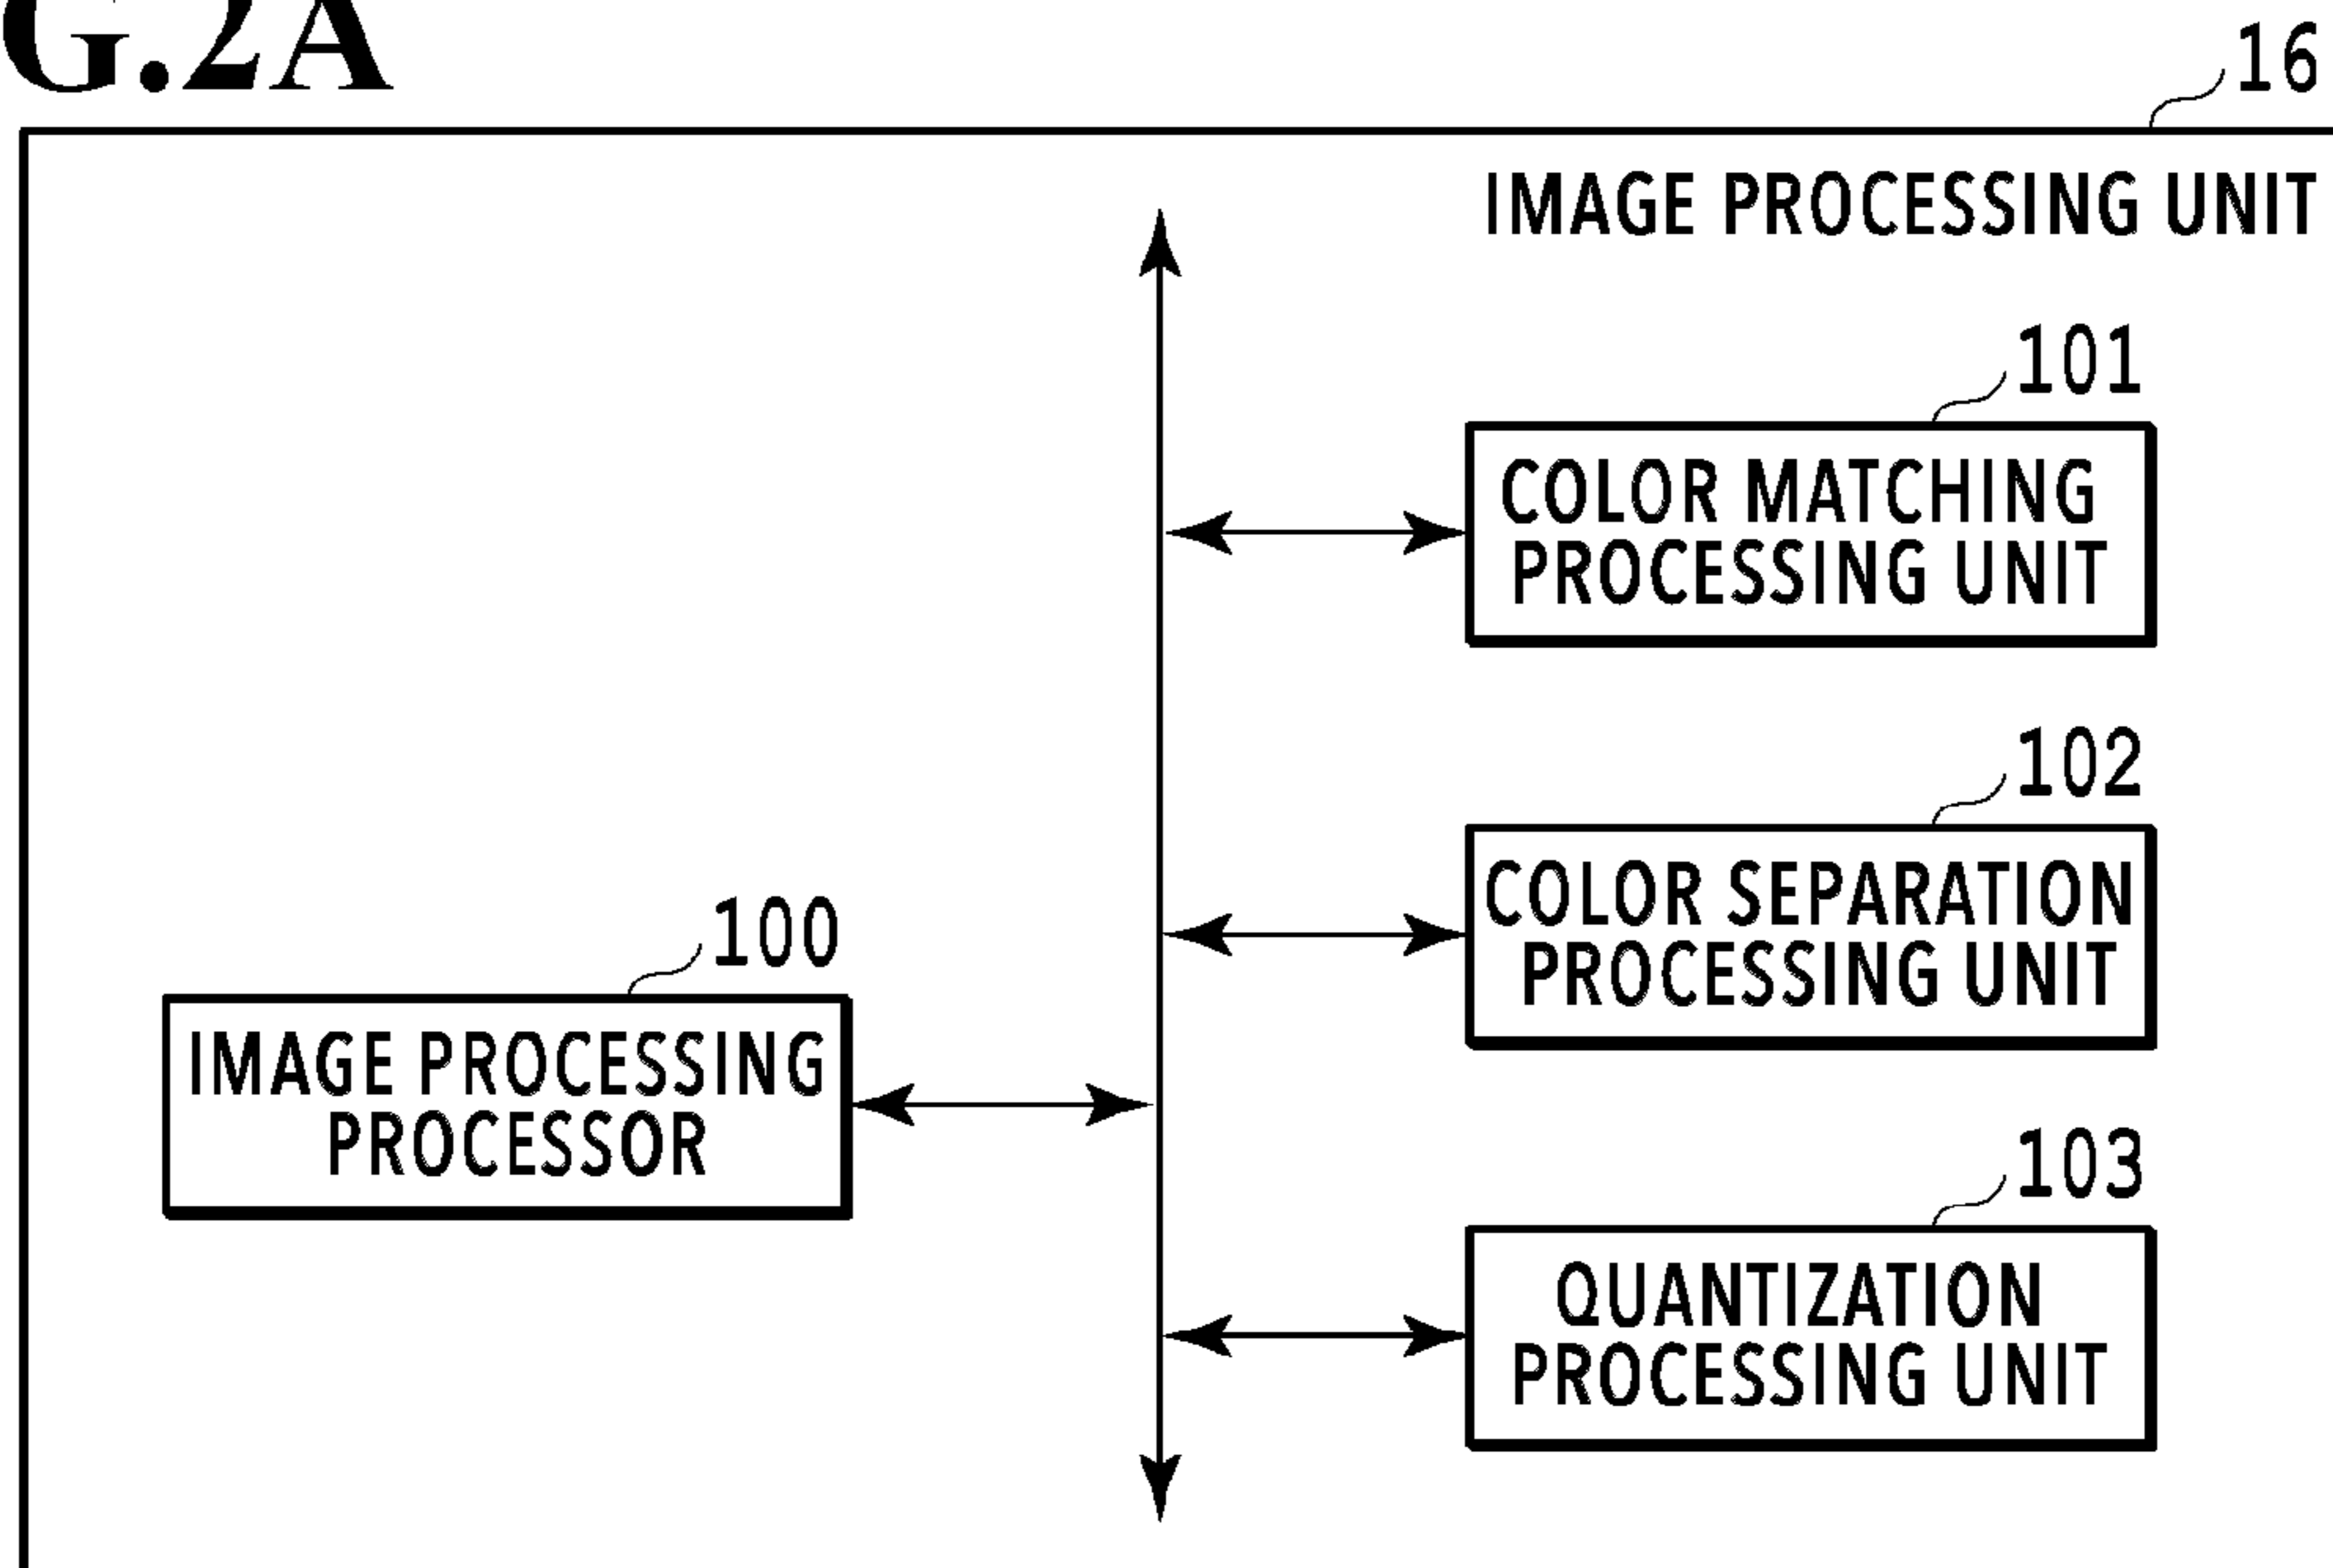 G.2A
16
IMAGE PROCESSING UNIT
101
COLOR MATCHING
PROCESSING UNIT
102
COLOR SEPARATION
PROCESSING UNIT
100
IMAGE PROCESSING
PROCESSOR
103
QUANTIZATION
PROCESSING UNIT